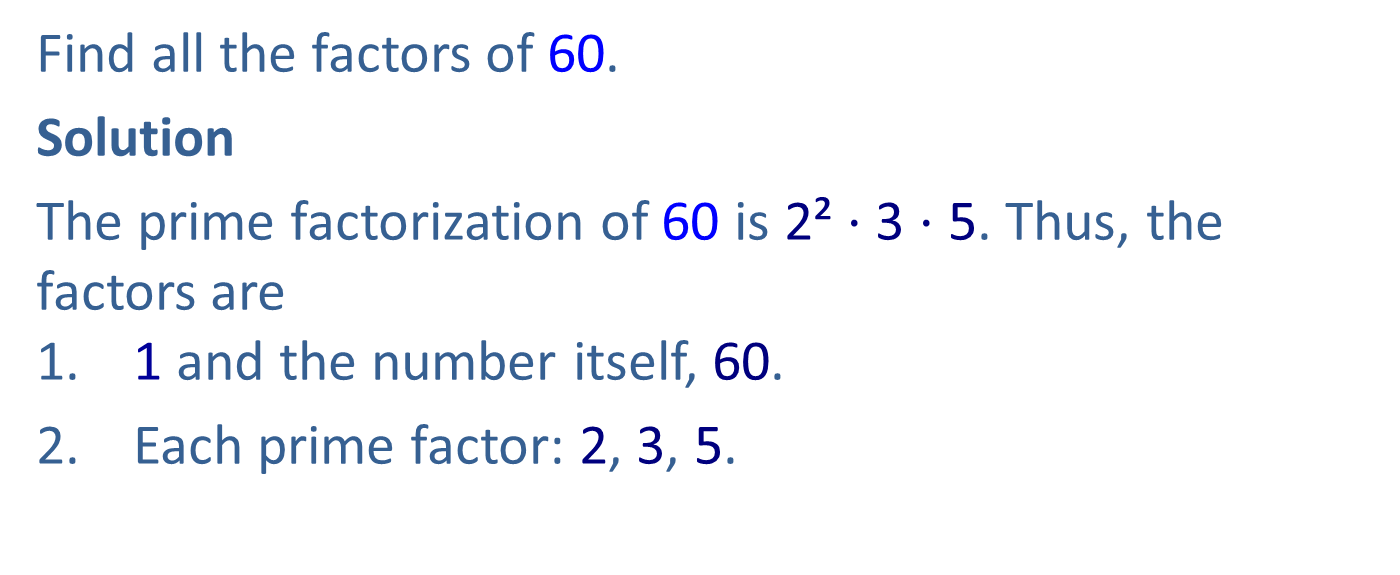 Find all the factors of 60.
Solution
The prime factorization of 60 is 2² · 3 · 5. Thus, the
factors are
1. 1 and the number itself, 60.
2. Each prime factor: 2, 3, 5.